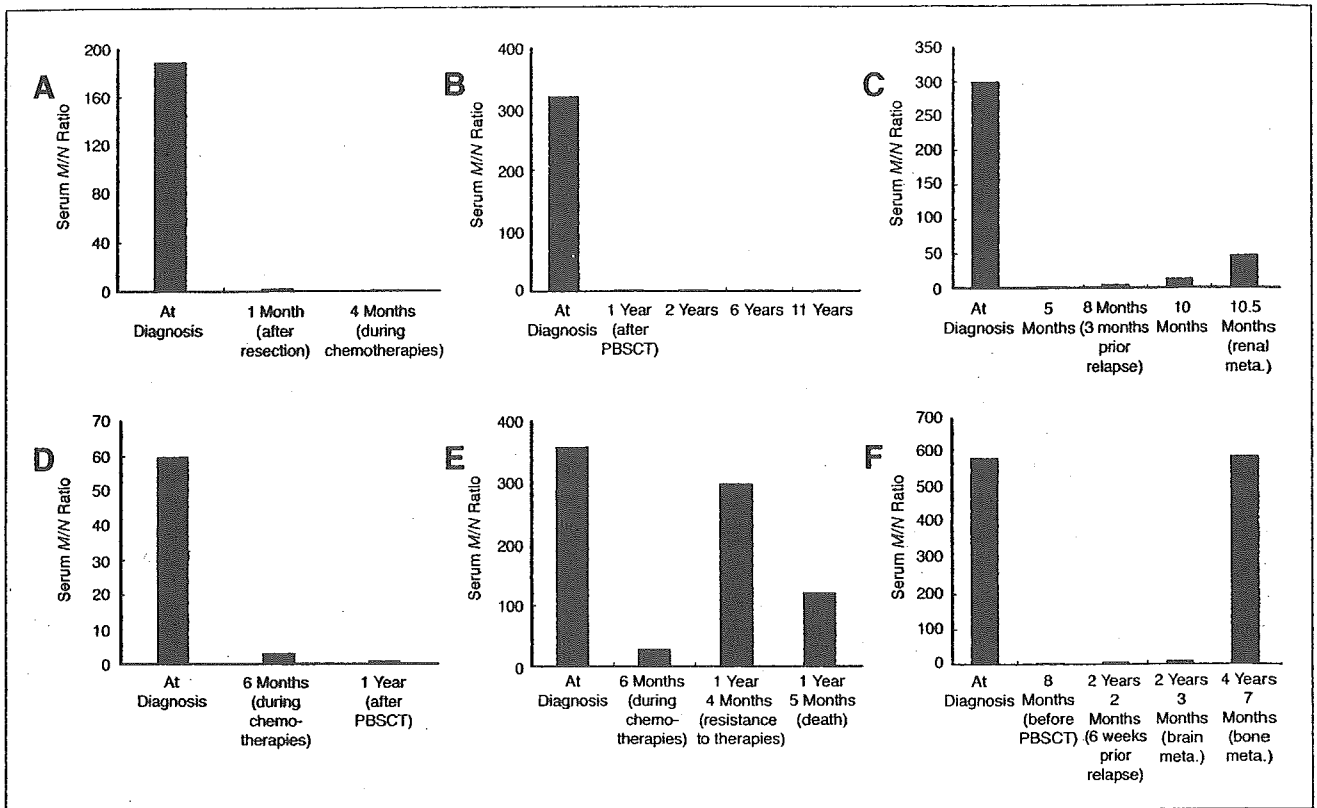 A
Serum M/N Ratio
200
160
120
80
40
0
At
Diagnosis
1 Month
(after
resection)
4 Months
(during
chemotherapies)
B
Serum M/N Ratio
400
300
200
100
0
At
Diagnosis
1 Year
(after
PBSCT)
2 Years
6 Years
11 Years
C
Serum M/N Ratio
350
300
250
200
150
100
50
0
At
Diagnosis
5
Months
8 Months
(3 months
prior
relapse)
10
Months
10.5
Months
(renal
meta.)
D
Serum M/N Ratio
70
60
50
40
30
20
10
0
At
Diagnosis
6 Months
(during
chemo-
therapies)
1 Year
(after
PBSCT)
E
Serum M/N Ratio
400
300
200
100
0
At
Diagnosis
6 Months
(during
chemo-
therapies)
1 Year
4 Months
(resistance
to therapies)
1 Year
5 Months
(death)
F
Serum M/N Ratio
700
600
500
400
300
200
100
0
At
Diagnosis
8
Months
(before
PBSCT)
2 Years
2
Months
(6 weeks
prior
relapse)
2 Years
3
Months
(brain
meta.)
4 Years
7
Months
(bone
meta.)